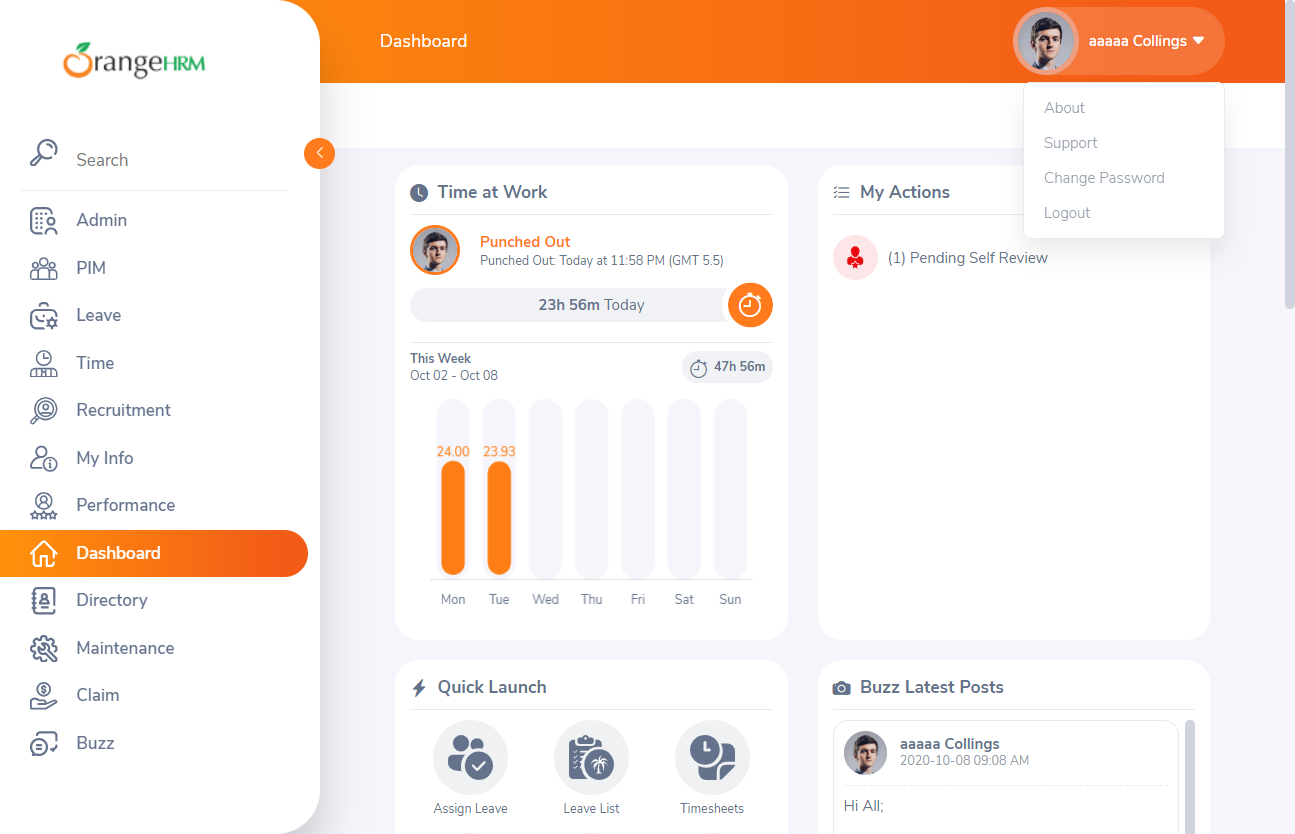 OrangeHRM
Search
Admin
PIM
Leave
Time
Recruitment
My Info
Performance
Dashboard
Directory
Maintenance
Claim
Buzz
Dashboard
aaaaa Collings
About
Support
Change Password
Logout
Time at Work
Punched Out
Punched Out: Today at 11:58 PM (GMT 5.5)
23h 56m Today
This Week
Oct 02 - Oct 08
47h 56m
24.00 23.93
Mon Tue Wed Thu Fri Sat Sun
My Actions
(1) Pending Self Review
Quick Launch
Assign Leave
Leave List
Timesheets
Buzz Latest Posts
aaaaa Collings
2020-10-08 09:08 AM
Hi All;